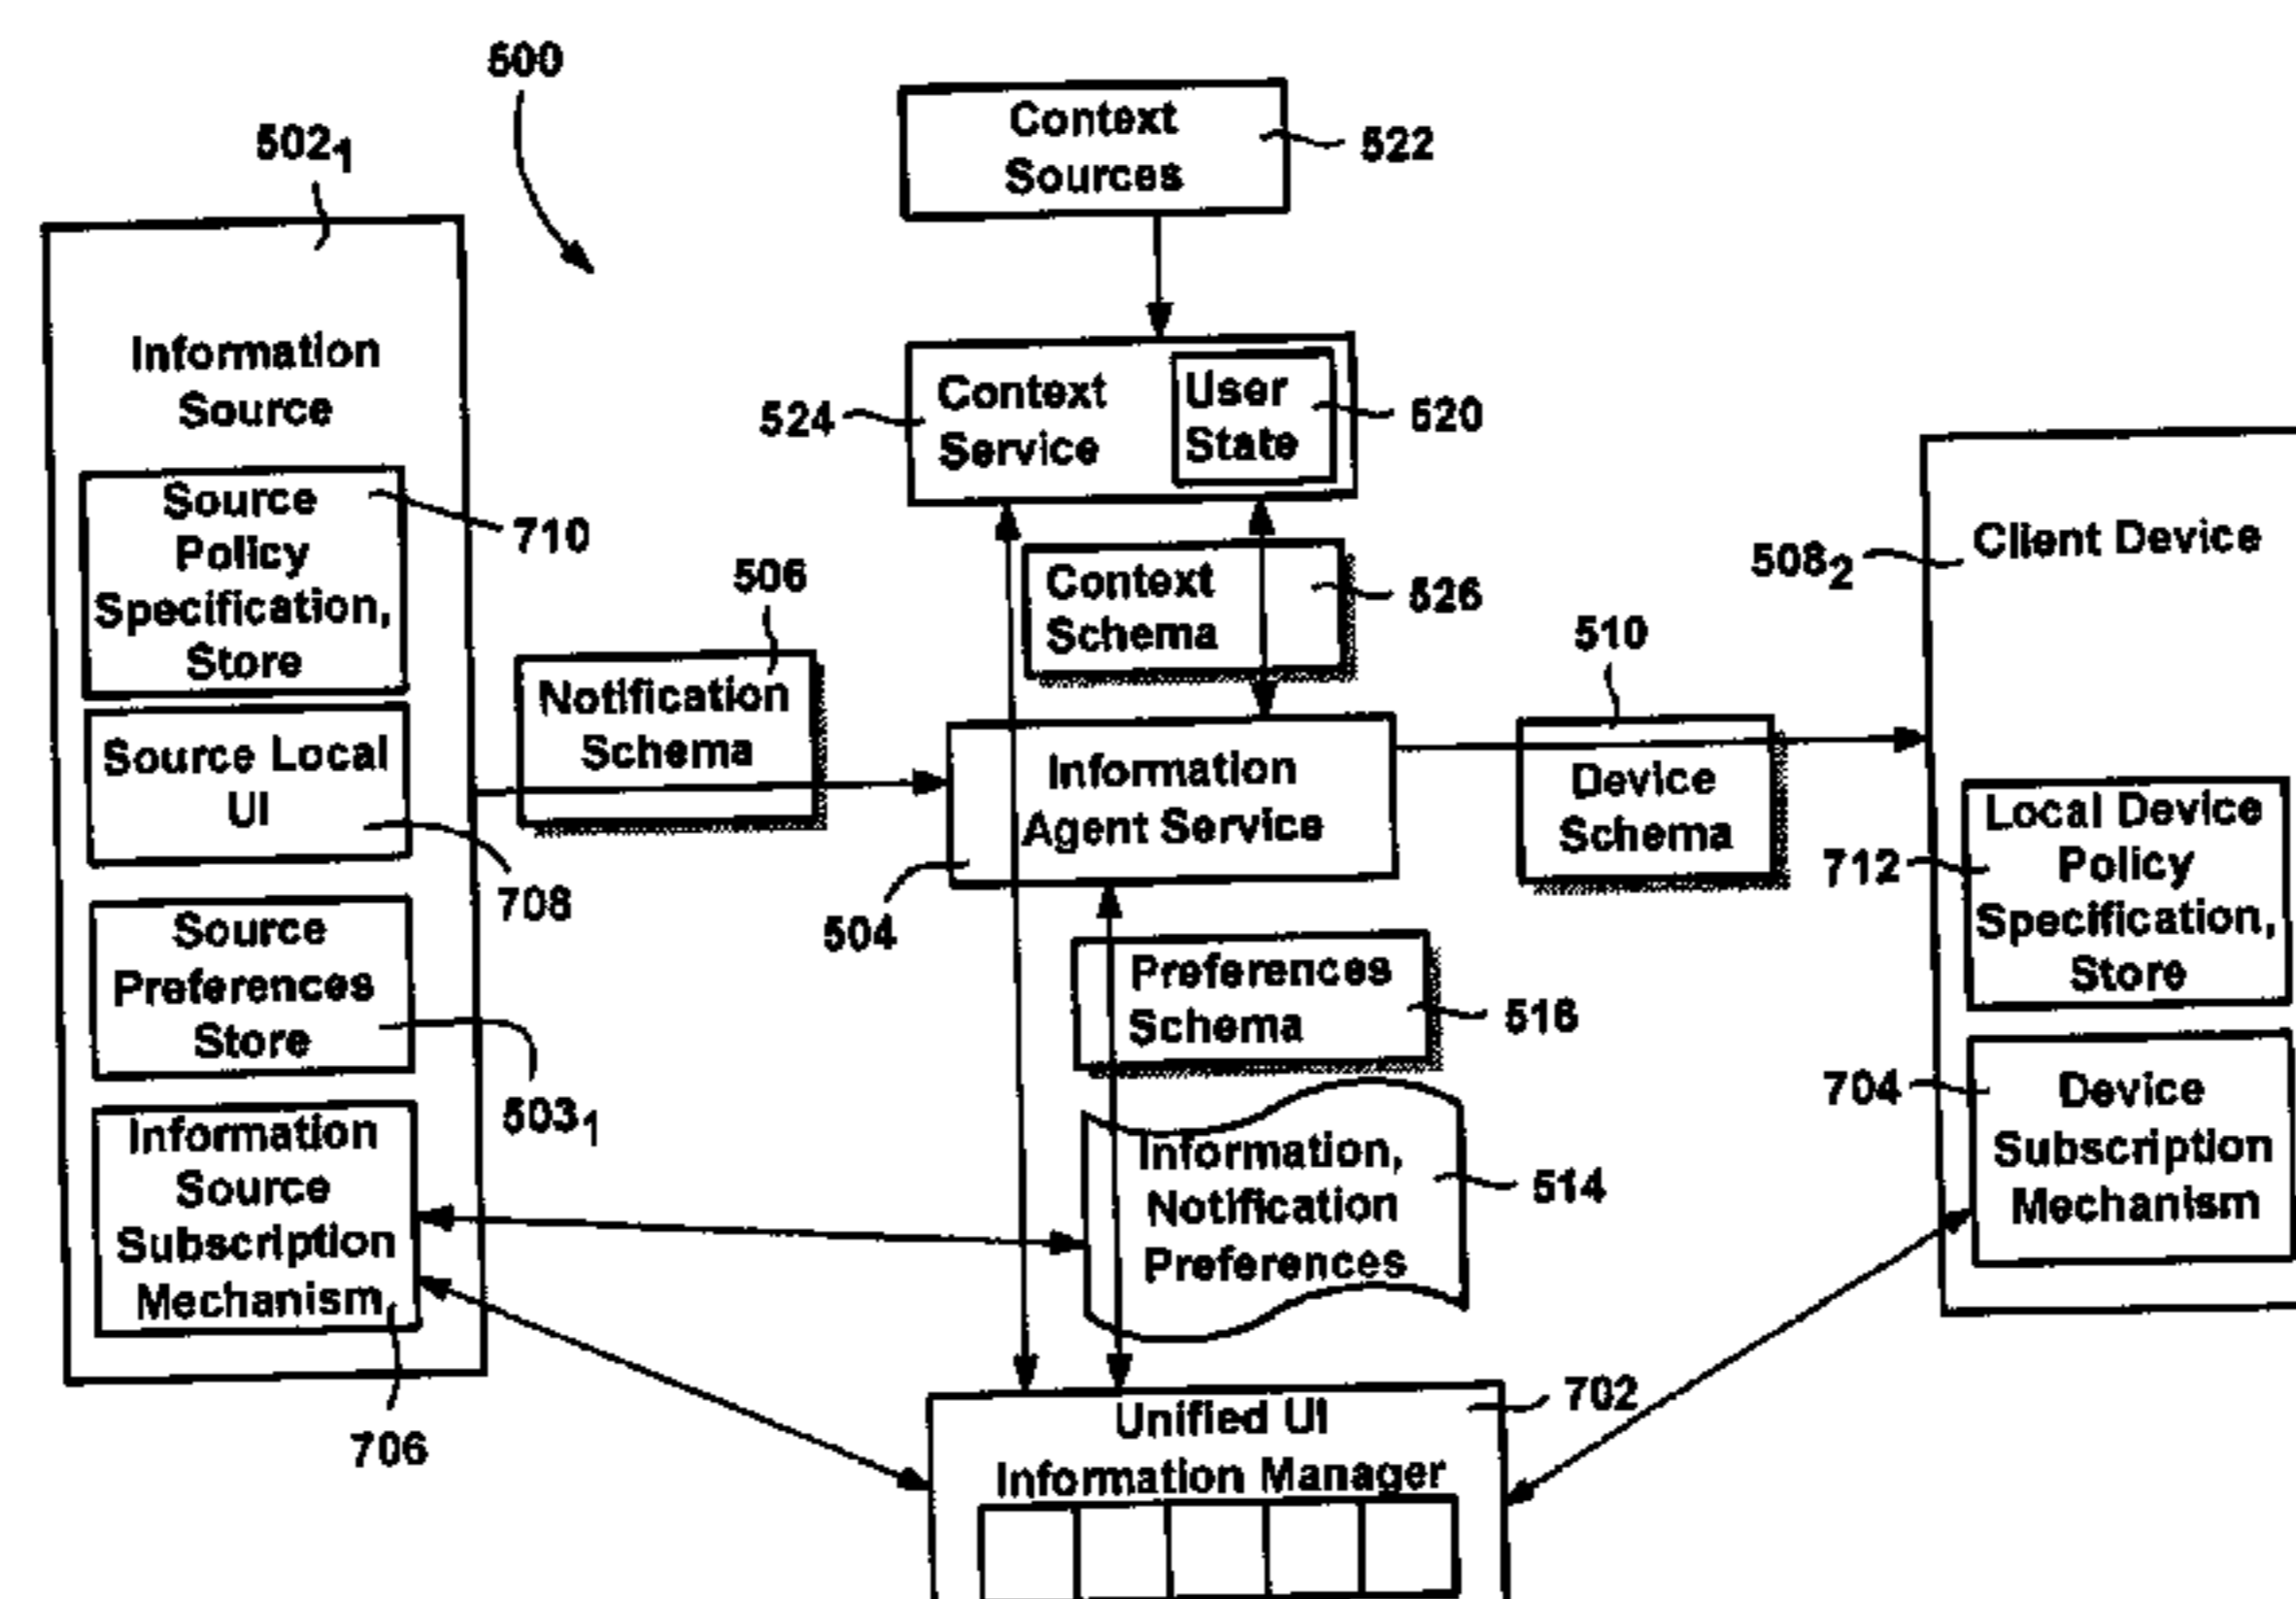 500
502₁
Context
Sources
522
Information
Source
Context
Service
User
State
524
520
Source
Policy
Specification,
Store
710
Context
Schema
526
Client Device
508₂
506
510
Notification
Schema
Source Local
UI
708
Information
Agent Service
504
Device
Schema
Local Device
Policy
Specification,
Store
712
Source
Preferences
Store
503₁
Preferences
Schema
516
Device
Subscription
Mechanism
704
Information
Source
Subscription
Mechanism
706
Information,
Notification
Preferences
514
Unified UI
Information Manager
702